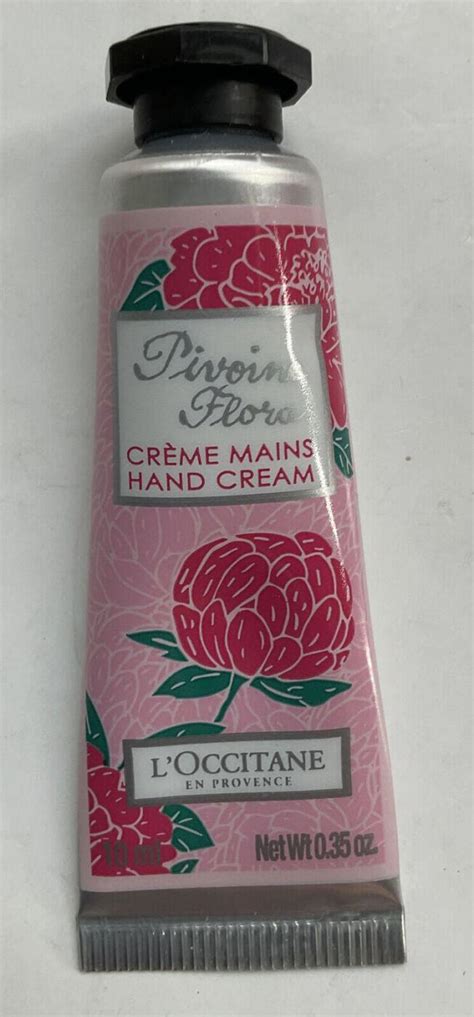 Pivoine
Flora
CRÈME MAINS
HAND CREAM
L'OCCITANE
EN PROVENCE
10 ml
Net Wt 0.35 oz.